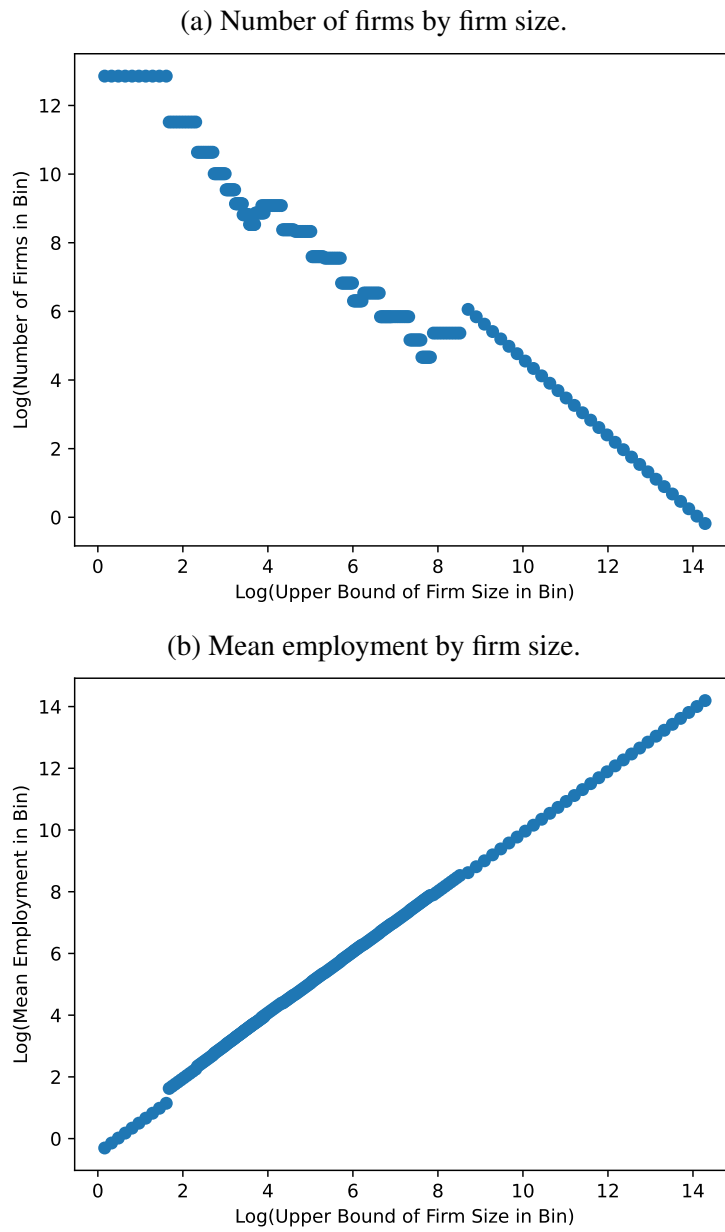 (a) Number of firms by firm size.
12
10
8
6
4
2
0
Log(Number of Firms in Bin)
0 2 4 6 8 10 12 14
Log(Upper Bound of Firm Size in Bin)
(b) Mean employment by firm size.
14
12
10
8
6
4
2
0
Log(Mean Employment in Bin)
0 2 4 6 8 10 12 14
Log(Upper Bound of Firm Size in Bin)